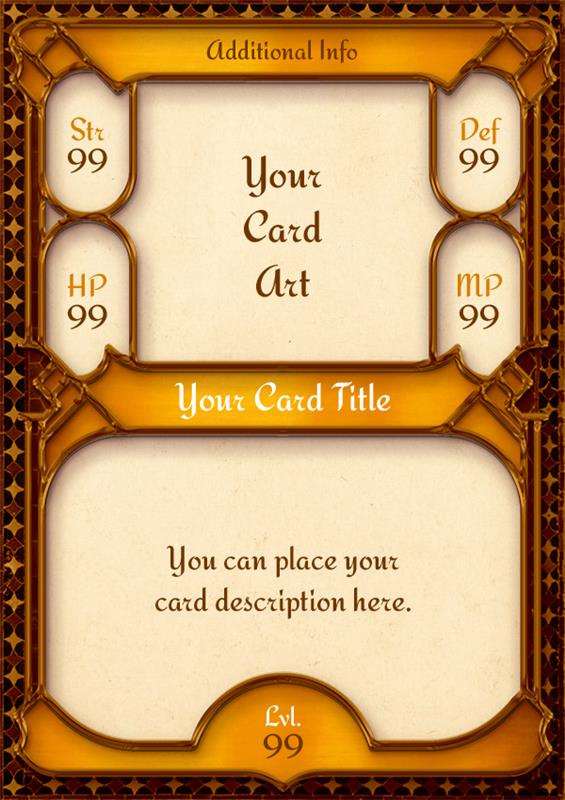 Additional Info
Str
99
Def
99
Your
Card
Art
HP
99
MP
99
Your Card Title
You can place your
card description here.
Lvl.
99